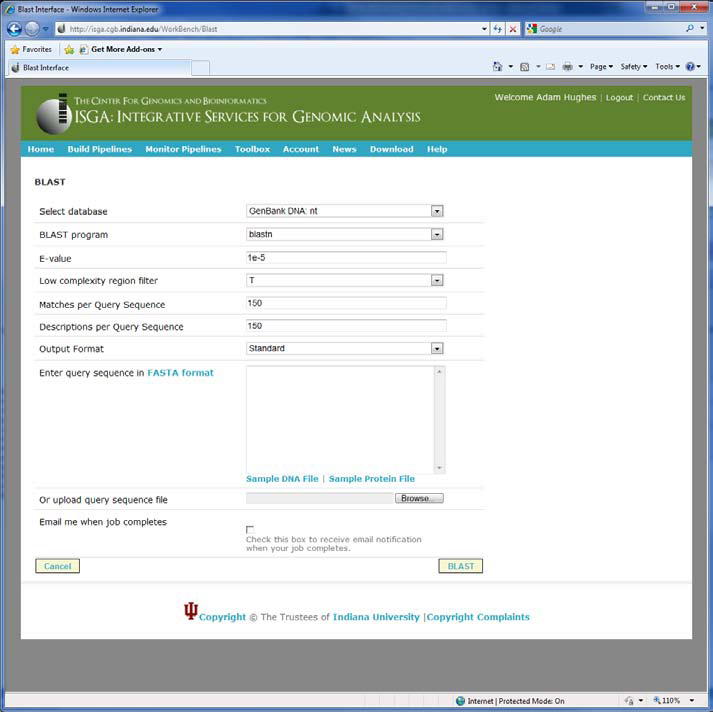 Blast Interface - Windows Internet Explorer
http://isga.cgb.indiana.edu/WorkBench/Blast
Google
Favorites Get More Add-ons
Blast Interface
Page Safety Tools
THE CENTER FOR GENOMICS AND BIOINFORMATICS
ISGA: INTEGRATIVE SERVICES FOR GENOMIC ANALYSIS
Welcome Adam Hughes | Logout | Contact Us
Home Build Pipelines Monitor Pipelines Toolbox Account News Download Help
BLAST
Select database GenBank DNA: nt
BLAST program blastn
E-value 1e-5
Low complexity region filter T
Matches per Query Sequence 150
Descriptions per Query Sequence 150
Output Format Standard
Enter query sequence in FASTA format
Sample DNA File | Sample Protein File
Or upload query sequence file Browse...
Email me when job completes
Check this box to receive email notification
when your job completes.
Cancel BLAST
Copyright © The Trustees of Indiana University |Copyright Complaints
Internet | Protected Mode: On 110%